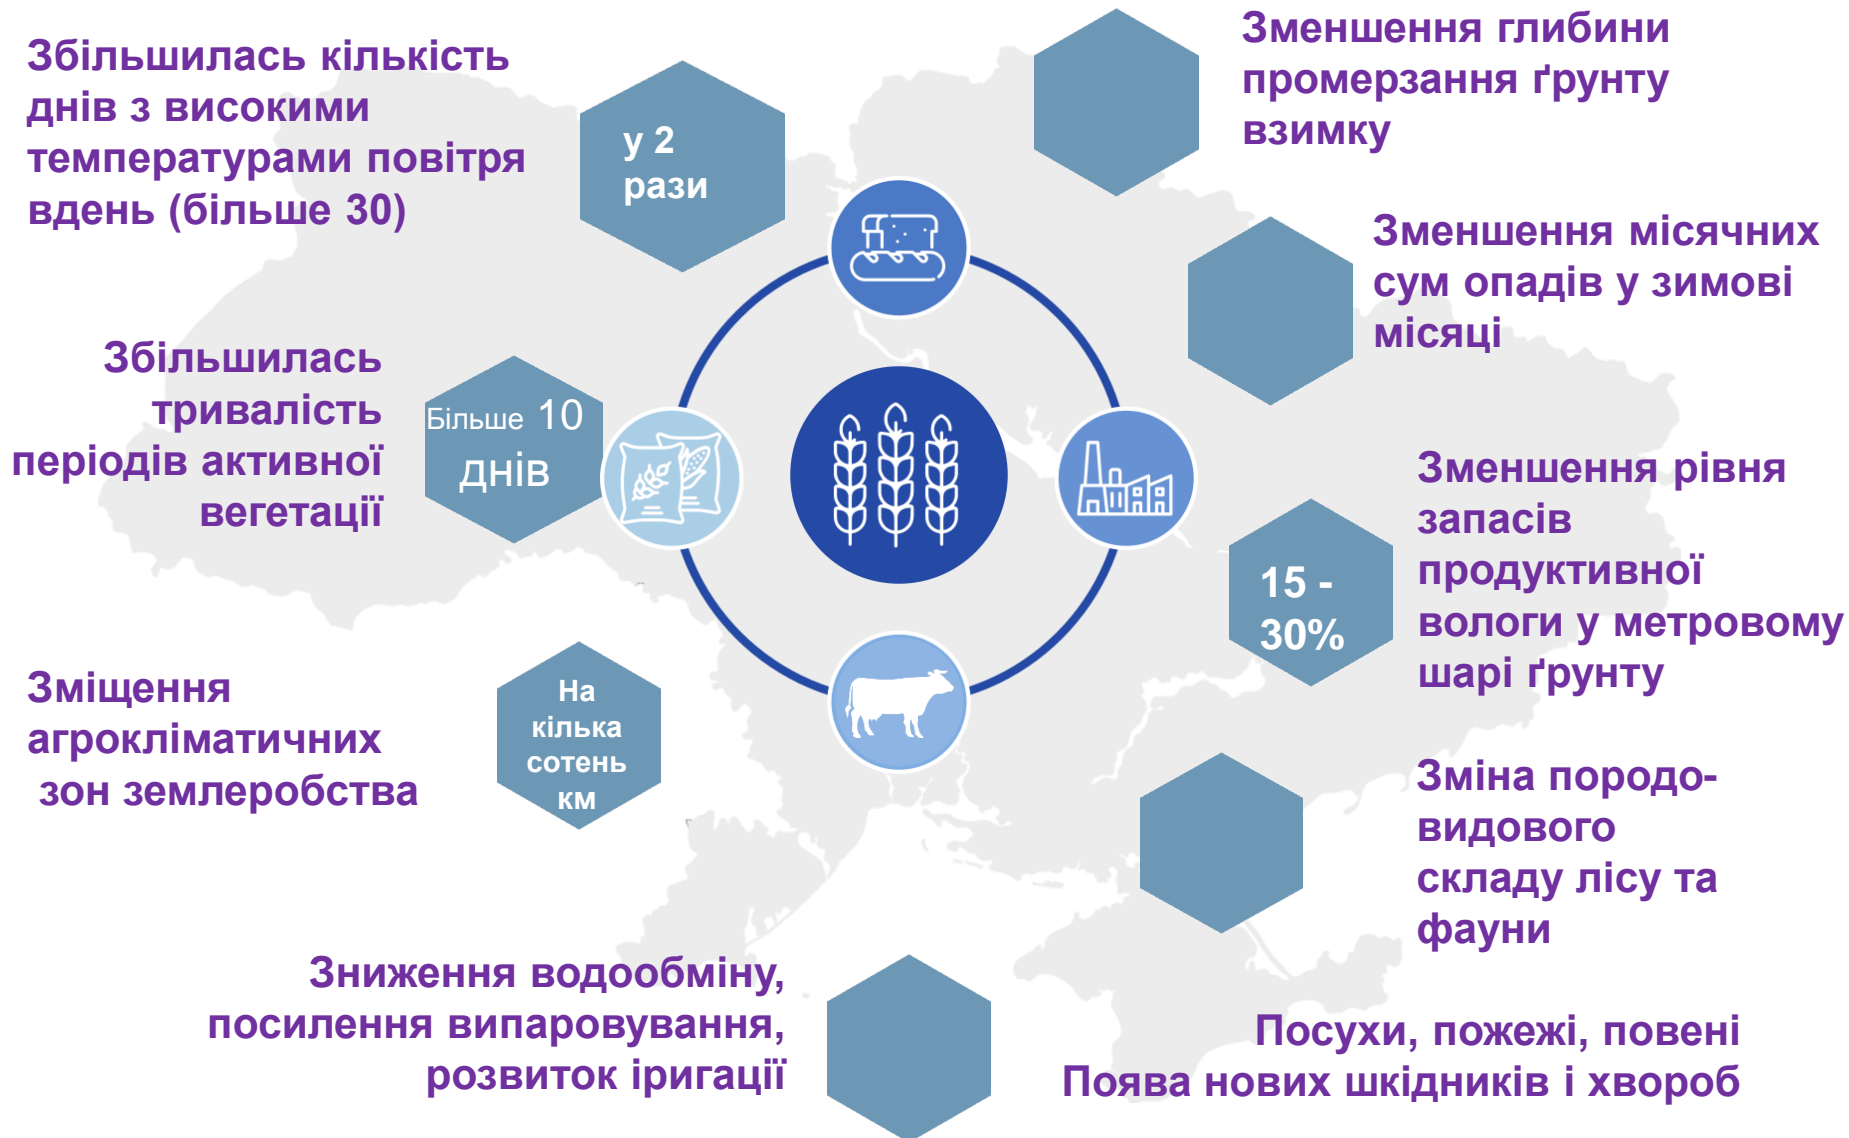 Збільшилась кількість
днів з високими
температурами повітря
вдень (більше 30)
у 2
рази
Зменшення глибини
промерзання ґрунту
взимку
Зменшення місячних
сум опадів у зимові
місяці
Збільшилась
тривалість
періодів активної
вегетації
Більше 10
днів
Зменшення рівня
запасів
продуктивної
вологи у метровому
шарі ґрунту
15 -
30%
Зміщення
агрокліматичних
зон землеробства
На
кілька
сотень
км
Зміна породо-
видового
складу лісу та
фауни
Зниження водообміну,
посилення випаровування,
розвиток іригації
Посухи, пожежі, повені
Поява нових шкідників і хвороб